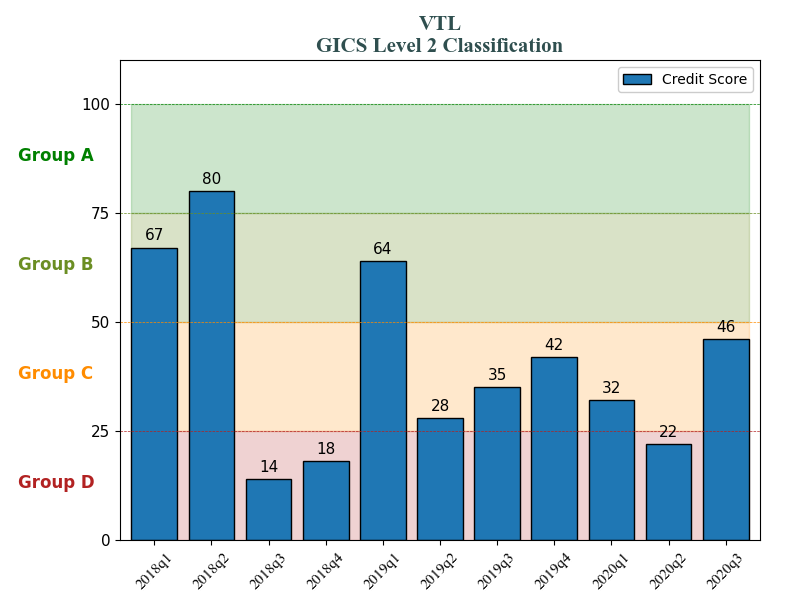 VTL
GICS Level 2 Classification
Credit Score
100
Group A
80
75
67
64
Group B
50
46
42
Group C
35
32
28
25
22
18
14
Group D
0
2018q1 2018q2 2018q3 2018q4 2019q1 2019q2 2019q3 2019q4 2020q1 2020q2 2020q3